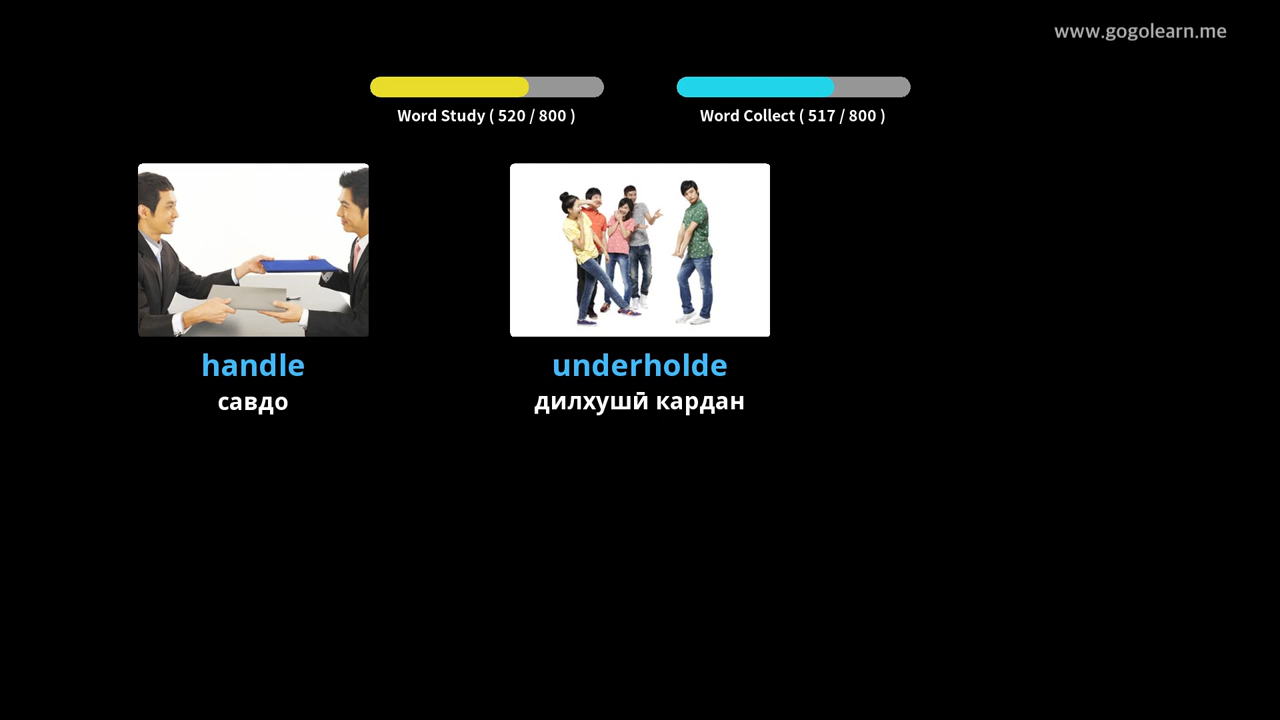 www.gogolearn.me
Word Study ( 520 / 800 )
Word Collect ( 517 / 800 )
handle
савдо
underholde
дилхушӣ кардан